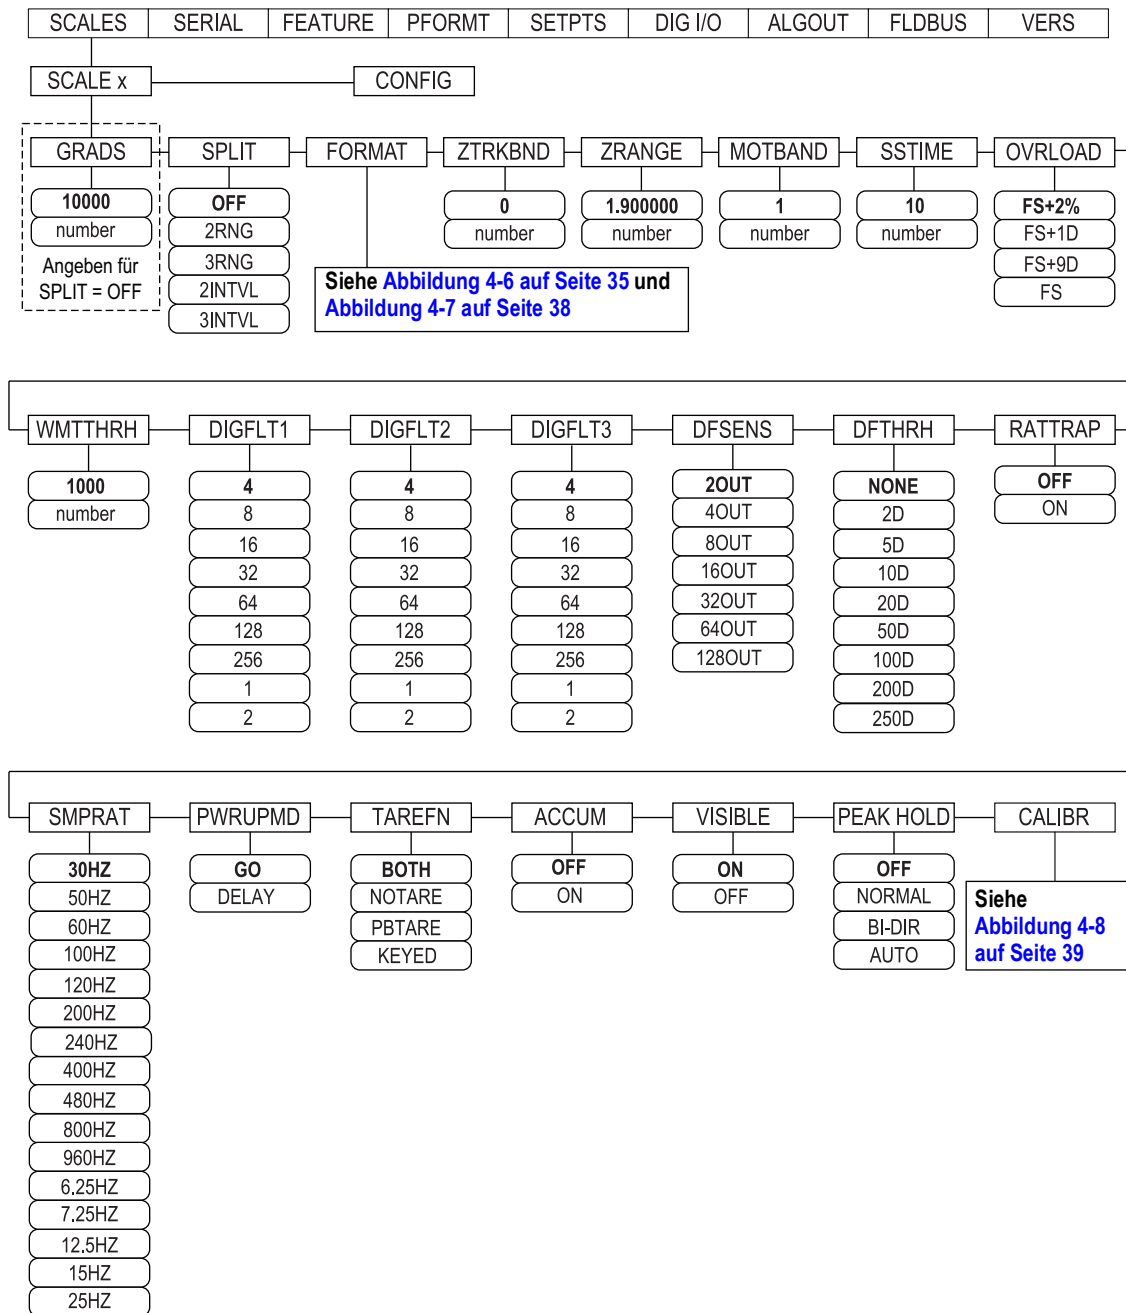 SCALES SERIAL FEATURE PFORMT SETPTS DIG I/O ALGOUT FLDBUS VERS
SCALE x CONFIG
GRADS SPLIT FORMAT ZTRKBND ZRANGE MOTBAND SSTIME OVRLOAD
10000
number
Angeben für
SPLIT = OFF
OFF
2RNG
3RNG
2INTVL
3INTVL
Siehe Abbildung 4-6 auf Seite 35 und
Abbildung 4-7 auf Seite 38
0
number
1.900000
number
1
number
10
number
FS+2%
FS+1D
FS+9D
FS
WMTTHRH DIGFLT1 DIGFLT2 DIGFLT3 DFSENS DFTHRH RATTRAP
1000
number
4
8
16
32
64
128
256
1
2
4
8
16
32
64
128
256
1
2
4
8
16
32
64
128
256
1
2
2OUT
4OUT
8OUT
16OUT
32OUT
64OUT
128OUT
NONE
2D
5D
10D
20D
50D
100D
200D
250D
OFF
ON
SMPRAT PWRUPMD TAREFN ACCUM VISIBLE PEAK HOLD CALIBR
30HZ
50HZ
60HZ
100HZ
120HZ
200HZ
240HZ
400HZ
480HZ
800HZ
960HZ
6.25HZ
7.25HZ
12.5HZ
15HZ
25HZ
GO
DELAY
BOTH
NOTARE
PBTARE
KEYED
OFF
ON
ON
OFF
OFF
NORMAL
BI-DIR
AUTO
Siehe
Abbildung 4-8
auf Seite 39